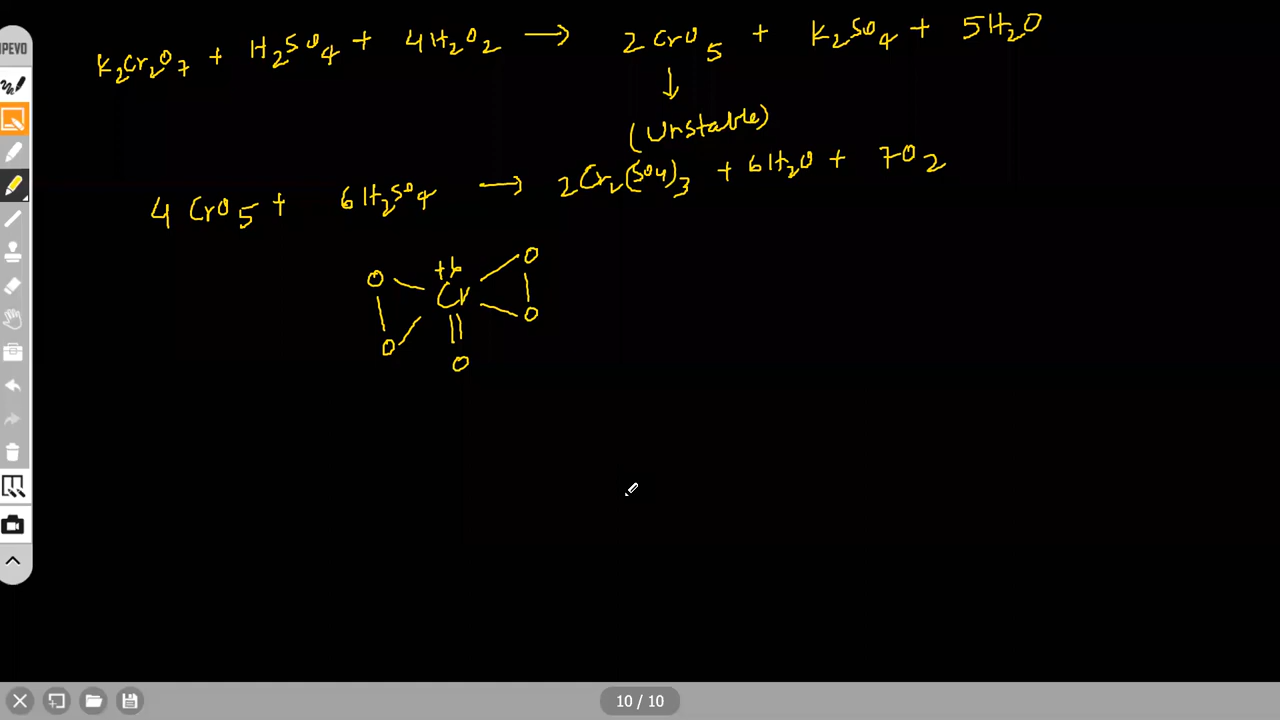 K2Cr2O7 + H2SO4 + 4H2O2 → 2CrO5 + K2SO4 + 5H2O
↓
(Unstable)
4CrO5 + 6H2SO4 → 2Cr2(SO4)3 + 6H2O + 7O2
+6
O Cr O
O O
O
IPEVO
10 / 10